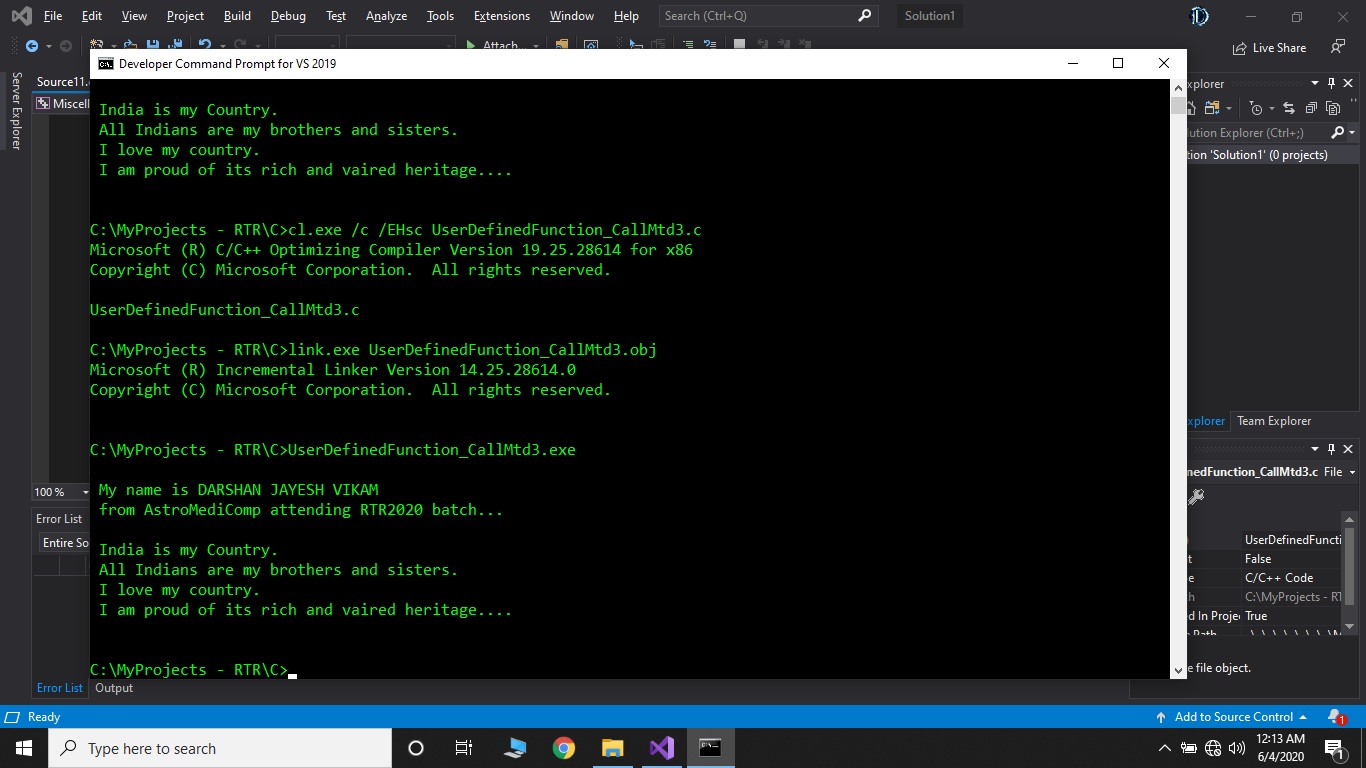 File Edit View Project Build Debug Test Analyze Tools Extensions Window Help Search (Ctrl+Q) Solution1
Attach...
Live Share
Server Explorer
Source11.
Miscell
Developer Command Prompt for VS 2019
India is my Country.
All Indians are my brothers and sisters.
I love my country.
I am proud of its rich and vaired heritage....
C:\MyProjects - RTR\C>cl.exe /c /EHsc UserDefinedFunction_CallMtd3.c
Microsoft (R) C/C++ Optimizing Compiler Version 19.25.28614 for x86
Copyright (C) Microsoft Corporation.  All rights reserved.
UserDefinedFunction_CallMtd3.c
C:\MyProjects - RTR\C>link.exe UserDefinedFunction_CallMtd3.obj
Microsoft (R) Incremental Linker Version 14.25.28614.0
Copyright (C) Microsoft Corporation.  All rights reserved.
C:\MyProjects - RTR\C>UserDefinedFunction_CallMtd3.exe
My name is DARSHAN JAYESH VIKAM
from AstroMediComp attending RTR2020 batch...
India is my Country.
All Indians are my brothers and sisters.
I love my country.
I am proud of its rich and vaired heritage....
C:\MyProjects - RTR\C>
xplorer
lution Explorer (Ctrl+;)
tion 'Solution1' (0 projects)
xplorer Team Explorer
nedFunction_CallMtd3.c File
UserDefinedFuncti
t False
e C/C++ Code
h C:\MyProjects - RT
d In Projec True
e file object.
100 %
Error List
Entire So
Error List Output
Ready
Add to Source Control
1
Type here to search
12:13 AM
6/4/2020
1